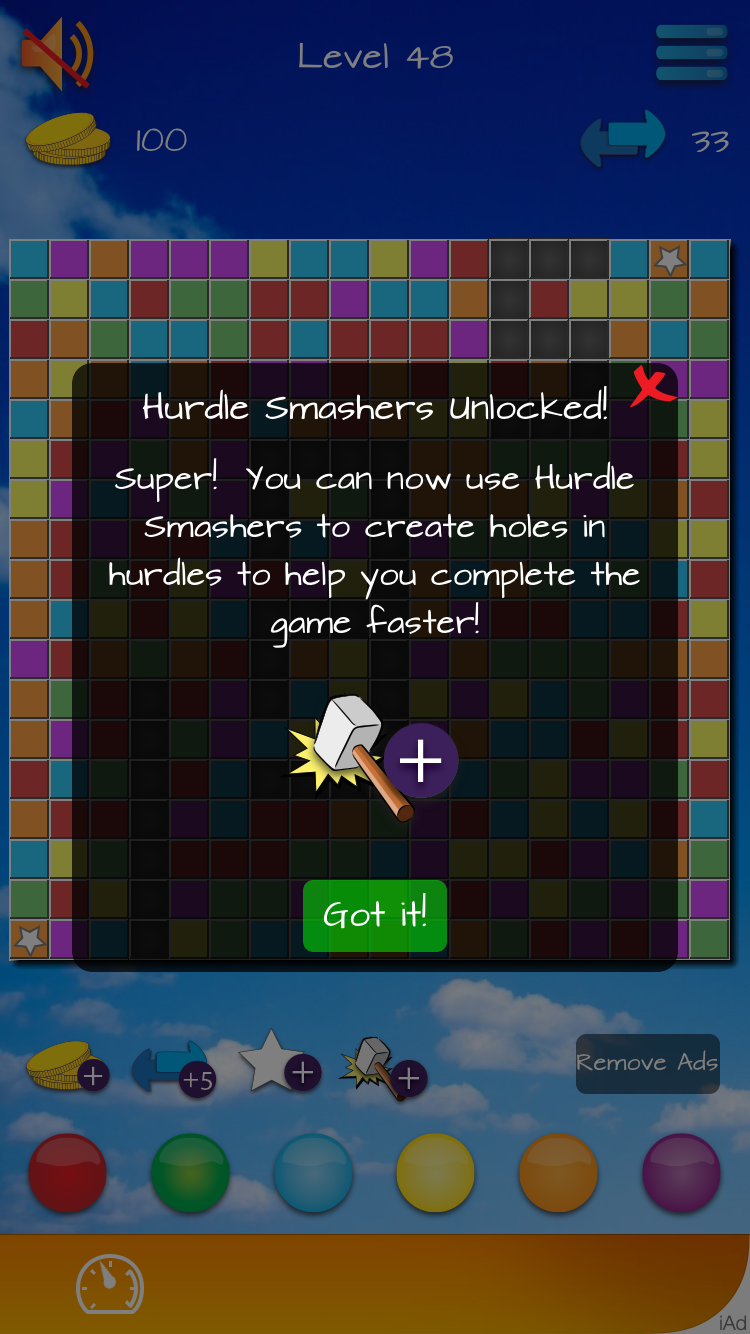 Level 48
100
33
Hurdle Smashers Unlocked!
Super! You can now use Hurdle
Smashers to create holes in
hurdles to help you complete the
game faster!
+
Got it!
+
+5
+
+
Remove Ads
iAd